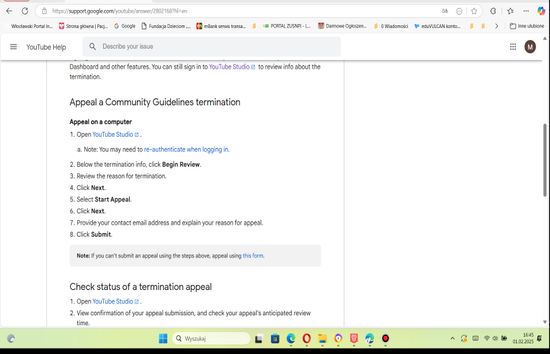 https://support.google.com/youtube/answer/2802168?hl=en
Włocławski Portal In...
Strona główna | Pacj...
Google
Fundacja Dzieciom ,,...
mBank serwis transa...
PORTAL ZUSNPI - L...
Darmowe Ogłoszen...
0 Wiadomości
eduVULCAN konto...
Inne ulubione
YouTube Help
Describe your issue
M
Dashboard and other features. You can still sign in to YouTube Studio to review info about the
termination.
Appeal a Community Guidelines termination
Appeal on a computer
1. Open YouTube Studio.
a. Note: You may need to re-authenticate when logging in.
2. Below the termination info, click Begin Review.
3. Review the reason for termination.
4. Click Next.
5. Select Start Appeal.
6. Click Next.
7. Provide your contact email address and explain your reason for appeal.
8. Click Submit.
Note: If you can't submit an appeal using the steps above, appeal using this form.
Check status of a termination appeal
1. Open YouTube Studio.
2. View confirmation of your appeal submission, and check your appeal's anticipated review
time.
Wyszukaj
16:45
01.02.2025